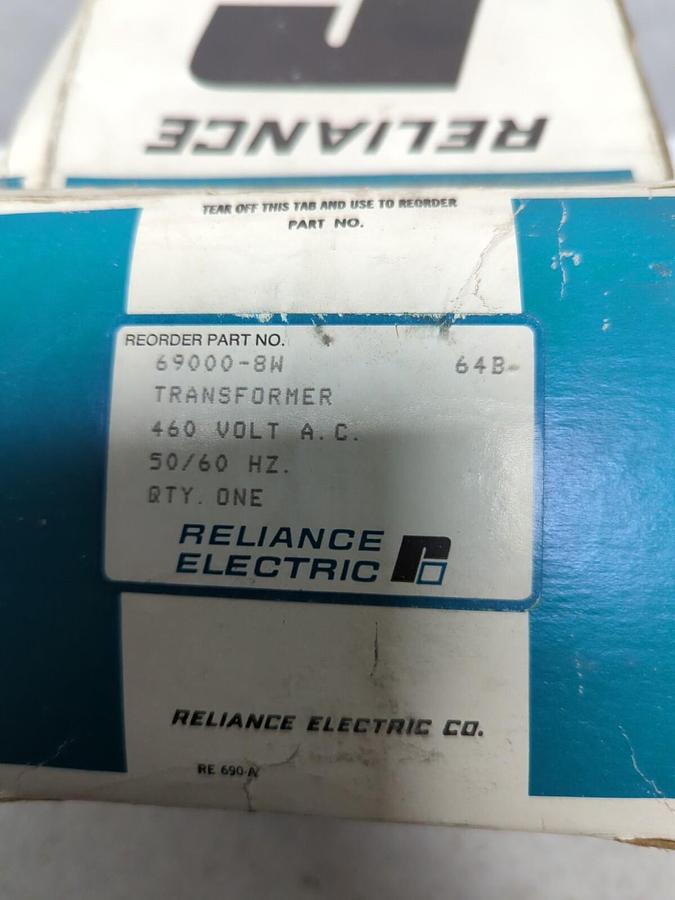 RELIANCE
TEAR OFF THIS TAB AND USE TO REORDER
PART NO.
REORDER PART NO.
69000-8W 64B
TRANSFORMER
460 VOLT A.C.
50/60 HZ.
QTY. ONE
RELIANCE
ELECTRIC
RELIANCE ELECTRIC CO.
RE 690-A